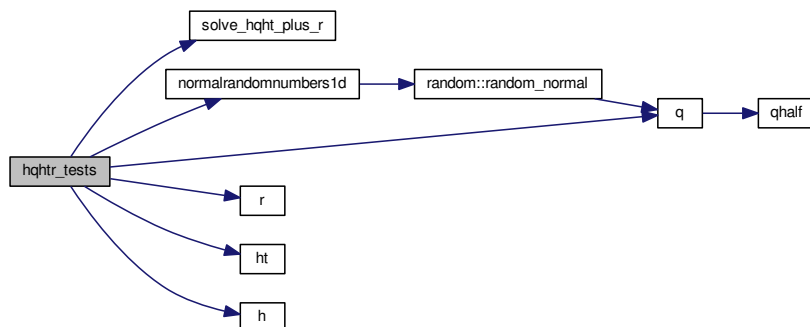 solve_hqht_plus_r
normalrandomnumbers1d
random::random_normal
q
qhalf
hqhtr_tests
r
ht
h